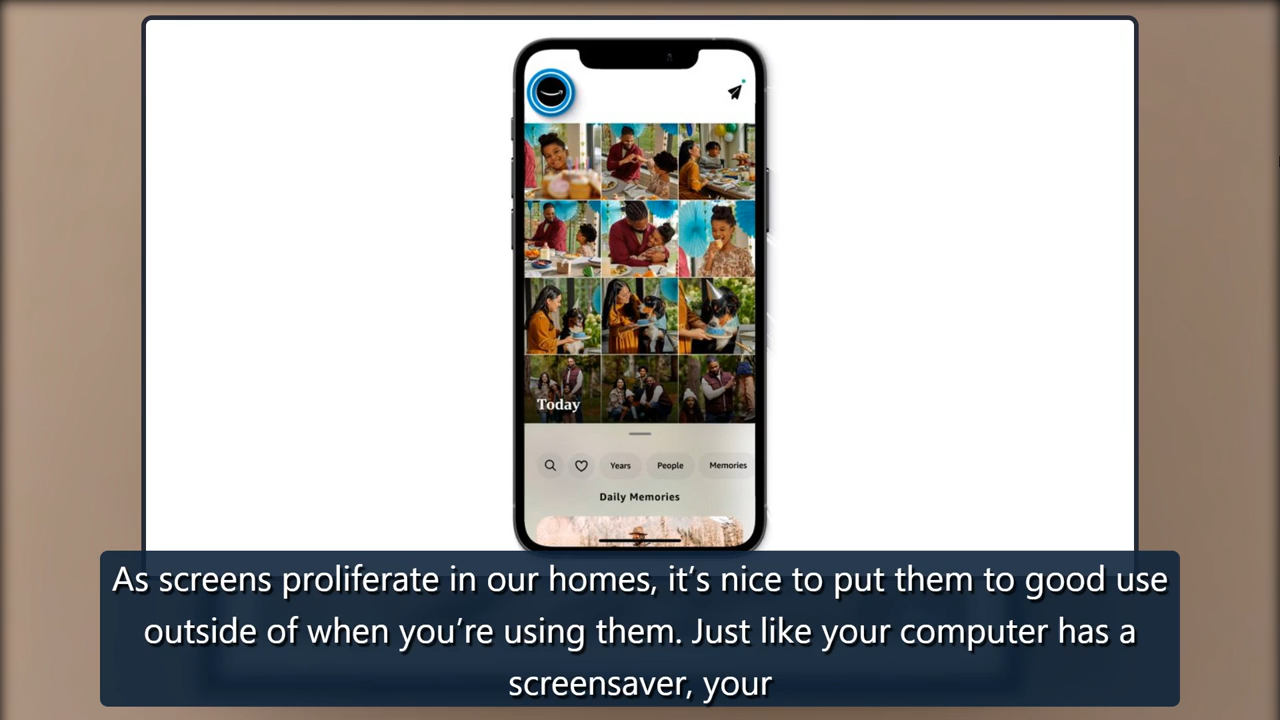 Today
Years People Memories
Daily Memories
As screens proliferate in our homes, it’s nice to put them to good use
outside of when you’re using them. Just like your computer has a
screensaver, your